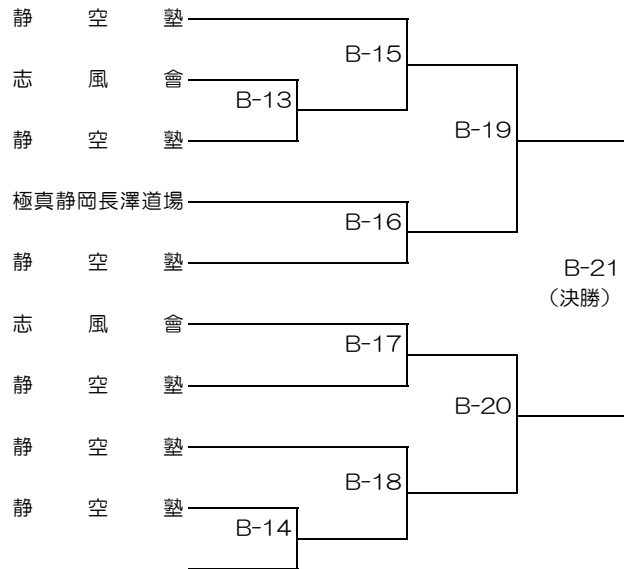 静空塾
B-15
志風會
B-13
静空塾
B-19
極真静岡長澤道場
B-16
静空塾
B-21
（決勝）
志風會
B-17
静空塾
B-20
静空塾
B-18
静空塾
B-14